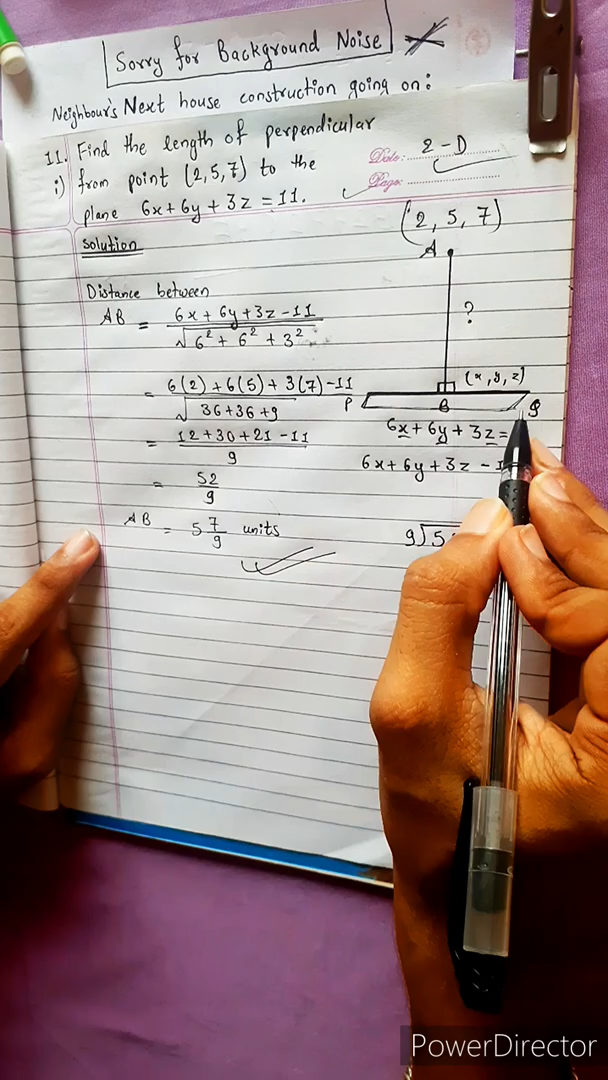 Sorry for Background Noise
Neighbour's Next house construction going on:
11. Find the length of perpendicular
i) from point (2,5,7) to the
plane 6x+6y+3z=11.
Date: 2-D
Page:
Solution
(2, 5, 7)
A
?
(x, y, z)
P B Q
6x+6y+3z=
6x+6y+3z-1
Distance between
AB = 6x+6y+3z-11
√6²+6²+3²
= 6(2)+6(5)+3(7)-11
√36+36+9
= 12+30+21-11
9
= 52
9
AB = 5 7/9 units
9)5
PowerDirector